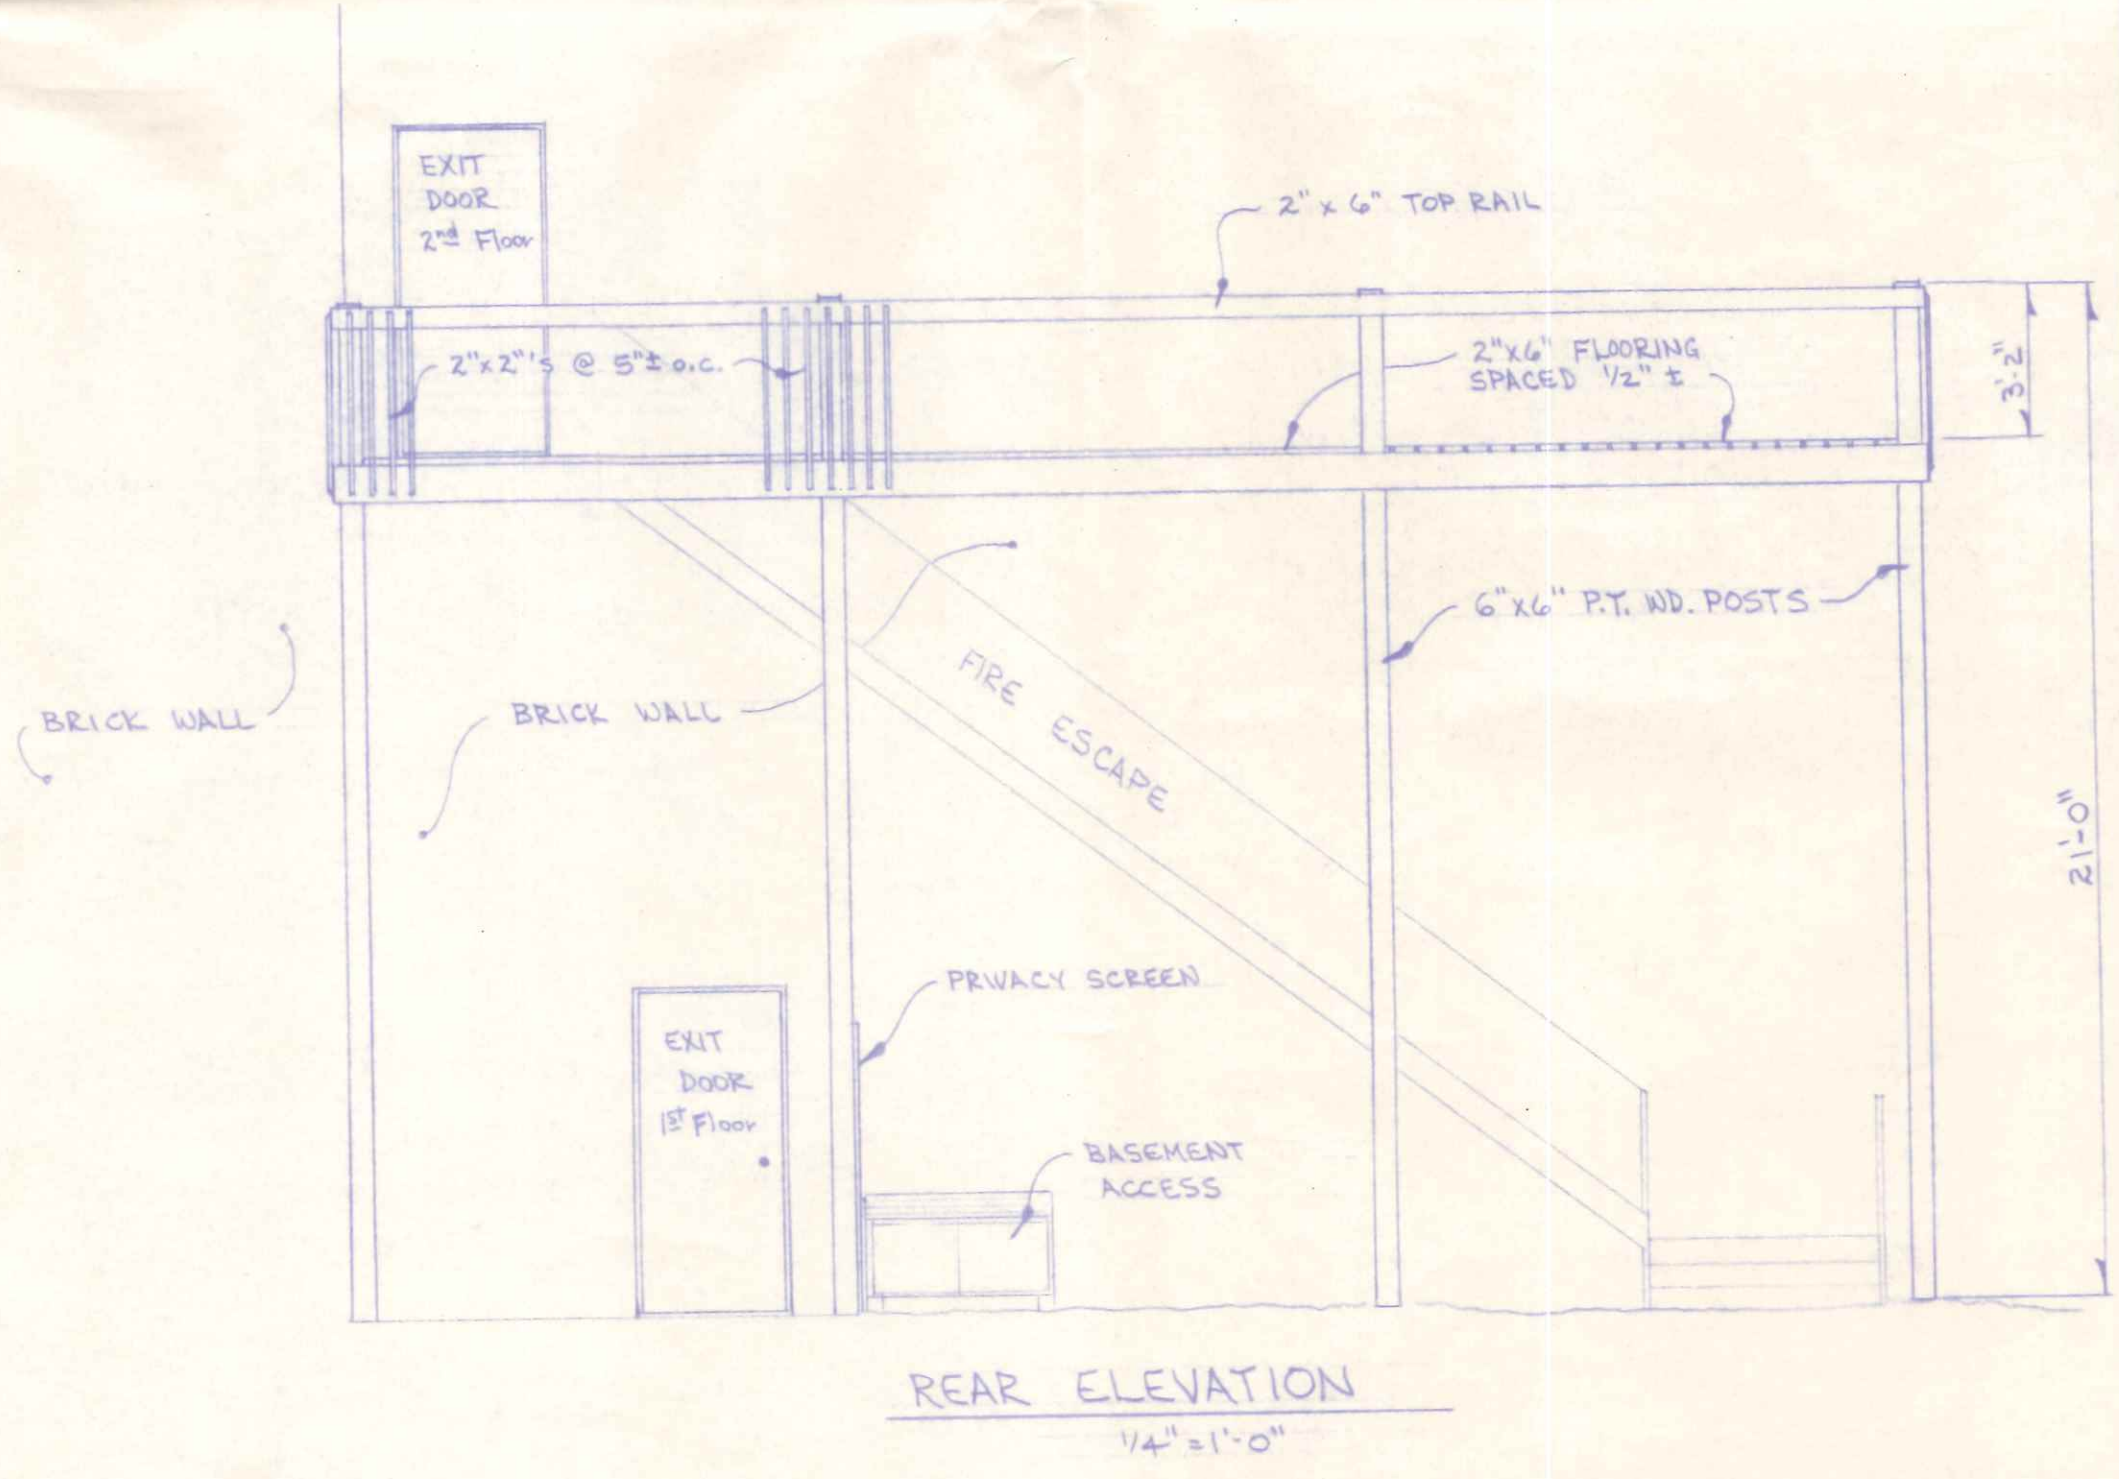 EXIT
DOOR
2nd Floor
2" x 6" TOP RAIL
2"x2"'s @ 5"± o.c.
2"x6" FLOORING
SPACED 1/2" ±
3'-2"
6"x6" P.T. WD. POSTS
BRICK WALL
BRICK WALL
FIRE ESCAPE
21'-0"
PRIVACY SCREEN
EXIT
DOOR
1st Floor
BASEMENT
ACCESS
REAR ELEVATION
1/4" = 1'-0"